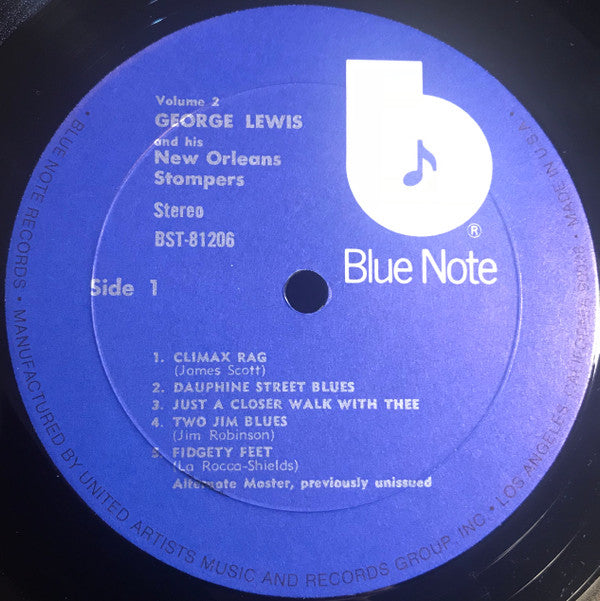 Volume 2
GEORGE LEWIS
and his
New Orleans
Stompers
Stereo
BST-81206
Side 1
b
®
Blue Note
1. CLIMAX RAG
(James Scott)
2. DAUPHINE STREET BLUES
3. JUST A CLOSER WALK WITH THEE
4. TWO JIM BLUES
(Jim Robinson)
5. FIDGETY FEET
(La Rocca-Shields)
Alternate Master, previously unissued
• BLUE NOTE RECORDS • MANUFACTURED BY UNITED ARTISTS MUSIC AND RECORDS GROUP, INC. • LOS ANGELES, CALIFORNIA • MADE IN U.S.A. •